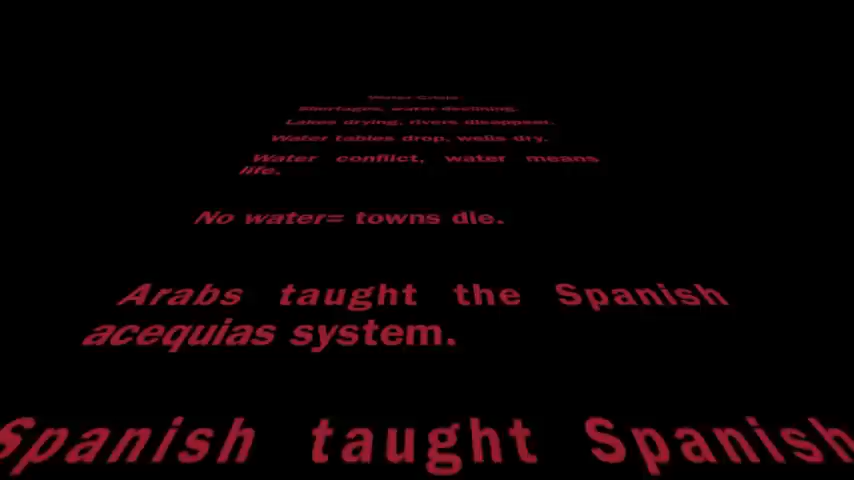 Water Crisis.
Shortages, water declining.
Lakes drying, rivers disappear.
Water tables drop, wells dry.
Water conflict, water means
life.
No water= towns die.
Arabs taught the Spanish
acequias system.
Spanish taught Spanish